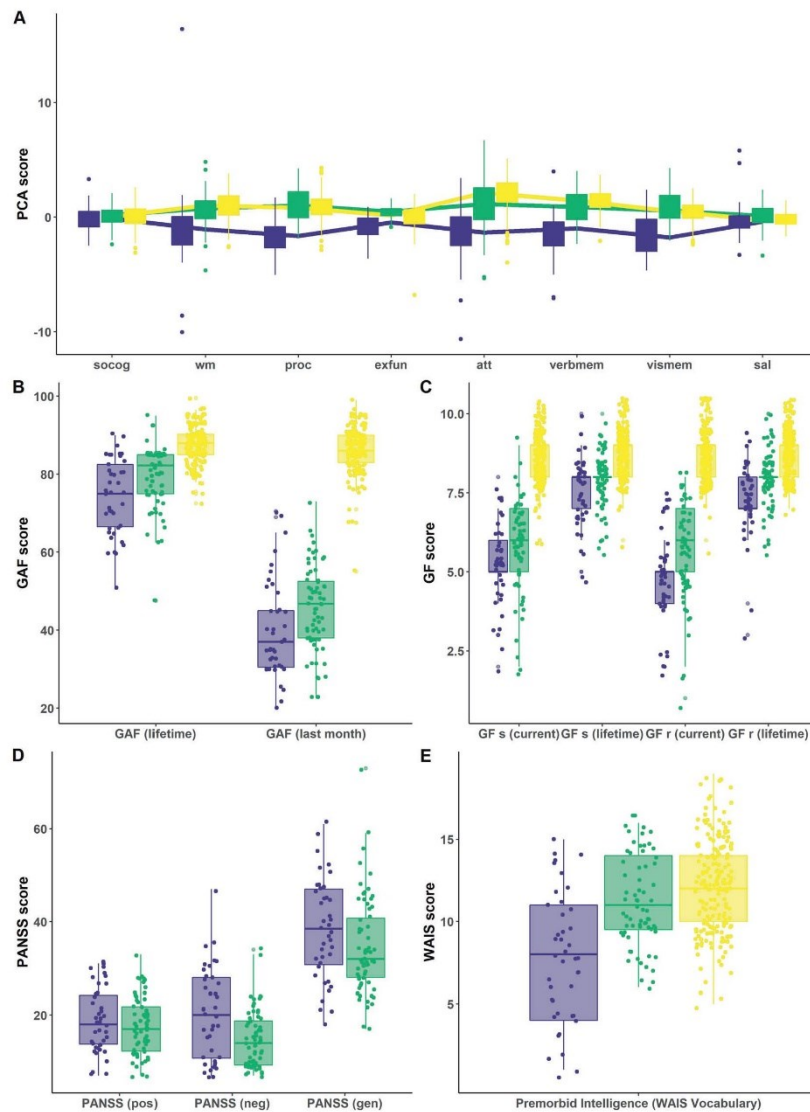 A
PCA score
10
0
-10
socog wm proc exfun att verbmem vismem sal
B
GAF score
100
80
60
40
20
GAF (lifetime) GAF (last month)
C
GF score
10.0
7.5
5.0
2.5
GF s (current) GF s (lifetime) GF r (current) GF r (lifetime)
D
PANSS score
60
40
20
PANSS (pos) PANSS (neg) PANSS (gen)
E
WAIS score
15
10
5
Premorbid Intelligence (WAIS Vocabulary)